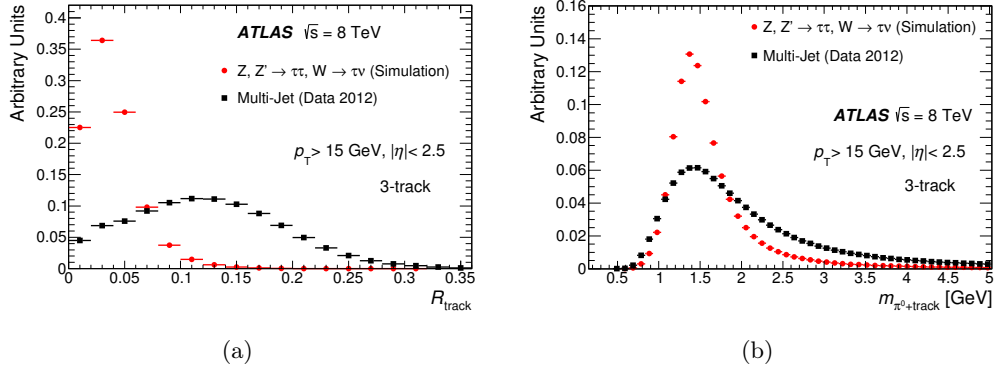 Arbitrary Units
0.4
0.35
0.3
0.25
0.2
0.15
0.1
0.05
0
ATLAS √s = 8 TeV
Z, Z' → ττ, W → τν (Simulation)
Multi-Jet (Data 2012)
p_T > 15 GeV, |η| < 2.5
3-track
0 0.05 0.1 0.15 0.2 0.25 0.3 0.35
R_track
(a)
Arbitrary Units
0.16
0.14
0.12
0.1
0.08
0.06
0.04
0.02
0
Z, Z' → ττ, W → τν (Simulation)
Multi-Jet (Data 2012)
ATLAS √s = 8 TeV
p_T > 15 GeV, |η| < 2.5
3-track
0.5 1 1.5 2 2.5 3 3.5 4 4.5 5
m_π⁰+track [GeV]
(b)